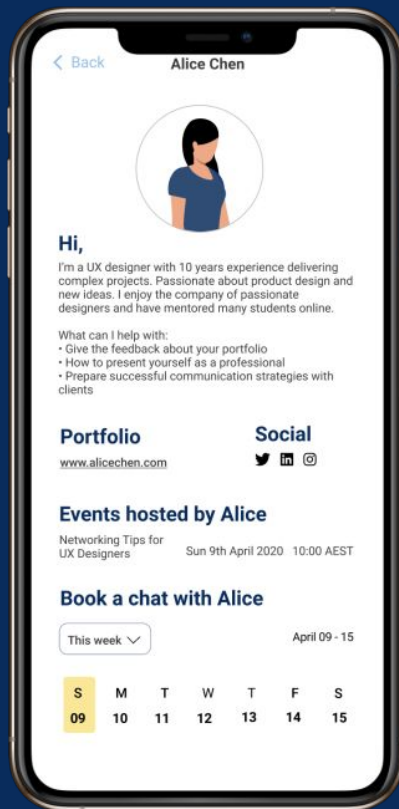 Back
Alice Chen
Hi,
I'm a UX designer with 10 years experience delivering
complex projects. Passionate about product design and
new ideas. I enjoy the company of passionate
designers and have mentored many students online.
What can I help with:
• Give the feedback about your portfolio
• How to present yourself as a professional
• Prepare successful communication strategies with
clients
Portfolio
Social
www.alicechen.com
Events hosted by Alice
Networking Tips for
UX Designers
Sun 9th April 2020 10:00 AEST
Book a chat with Alice
This week
April 09 - 15
S M T W T F S
09 10 11 12 13 14 15